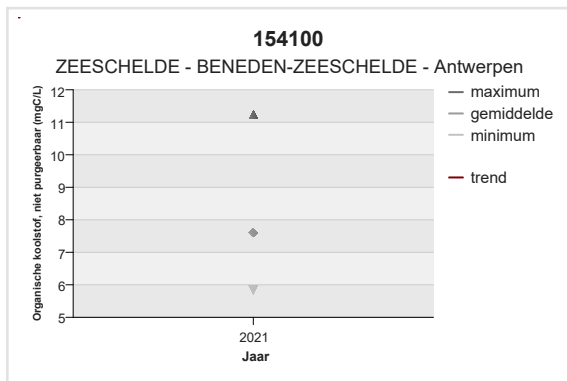 154100
ZEESCHELDE - BENEDEN-ZEESCHELDE - Antwerpen
Organische koolstof, niet purgeerbaar (mgC/L)
12
11
10
9
8
7
6
5
2021
Jaar
maximum
gemiddelde
minimum
trend